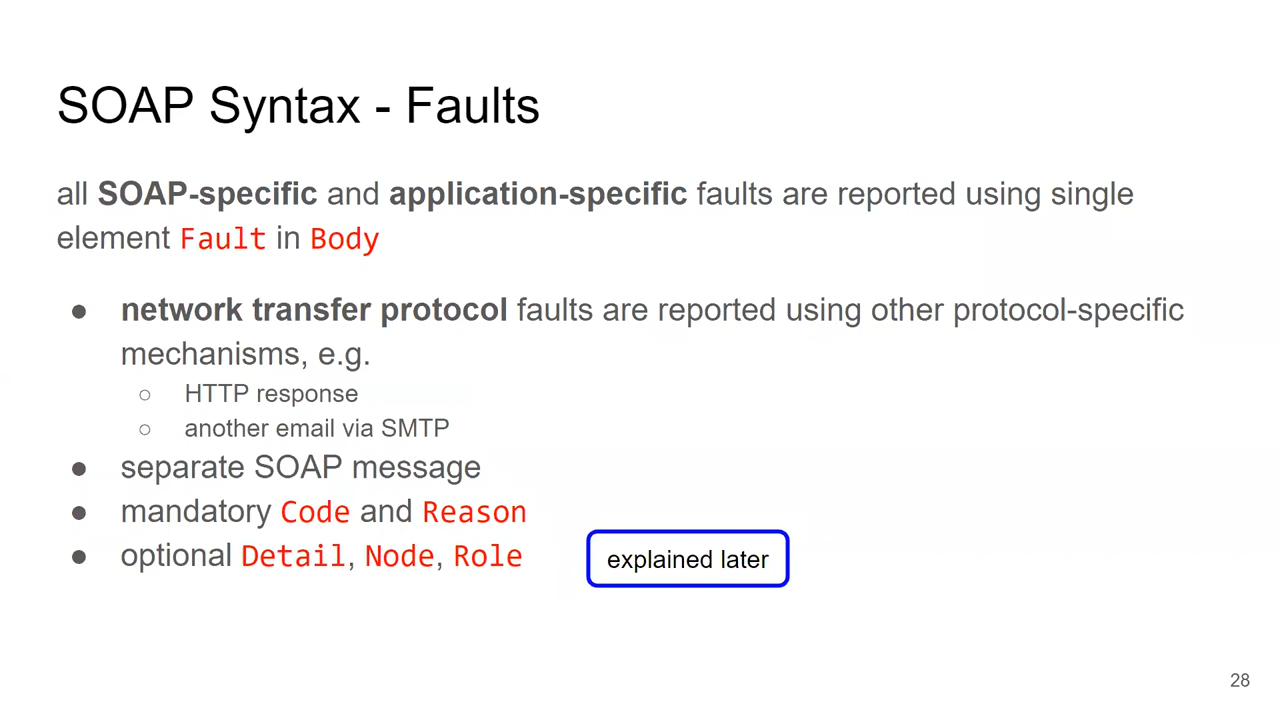 SOAP Syntax - Faults
all SOAP-specific and application-specific faults are reported using single
element Fault in Body
● network transfer protocol faults are reported using other protocol-specific
mechanisms, e.g.
○ HTTP response
○ another email via SMTP
● separate SOAP message
● mandatory Code and Reason
● optional Detail, Node, Role
explained later
28